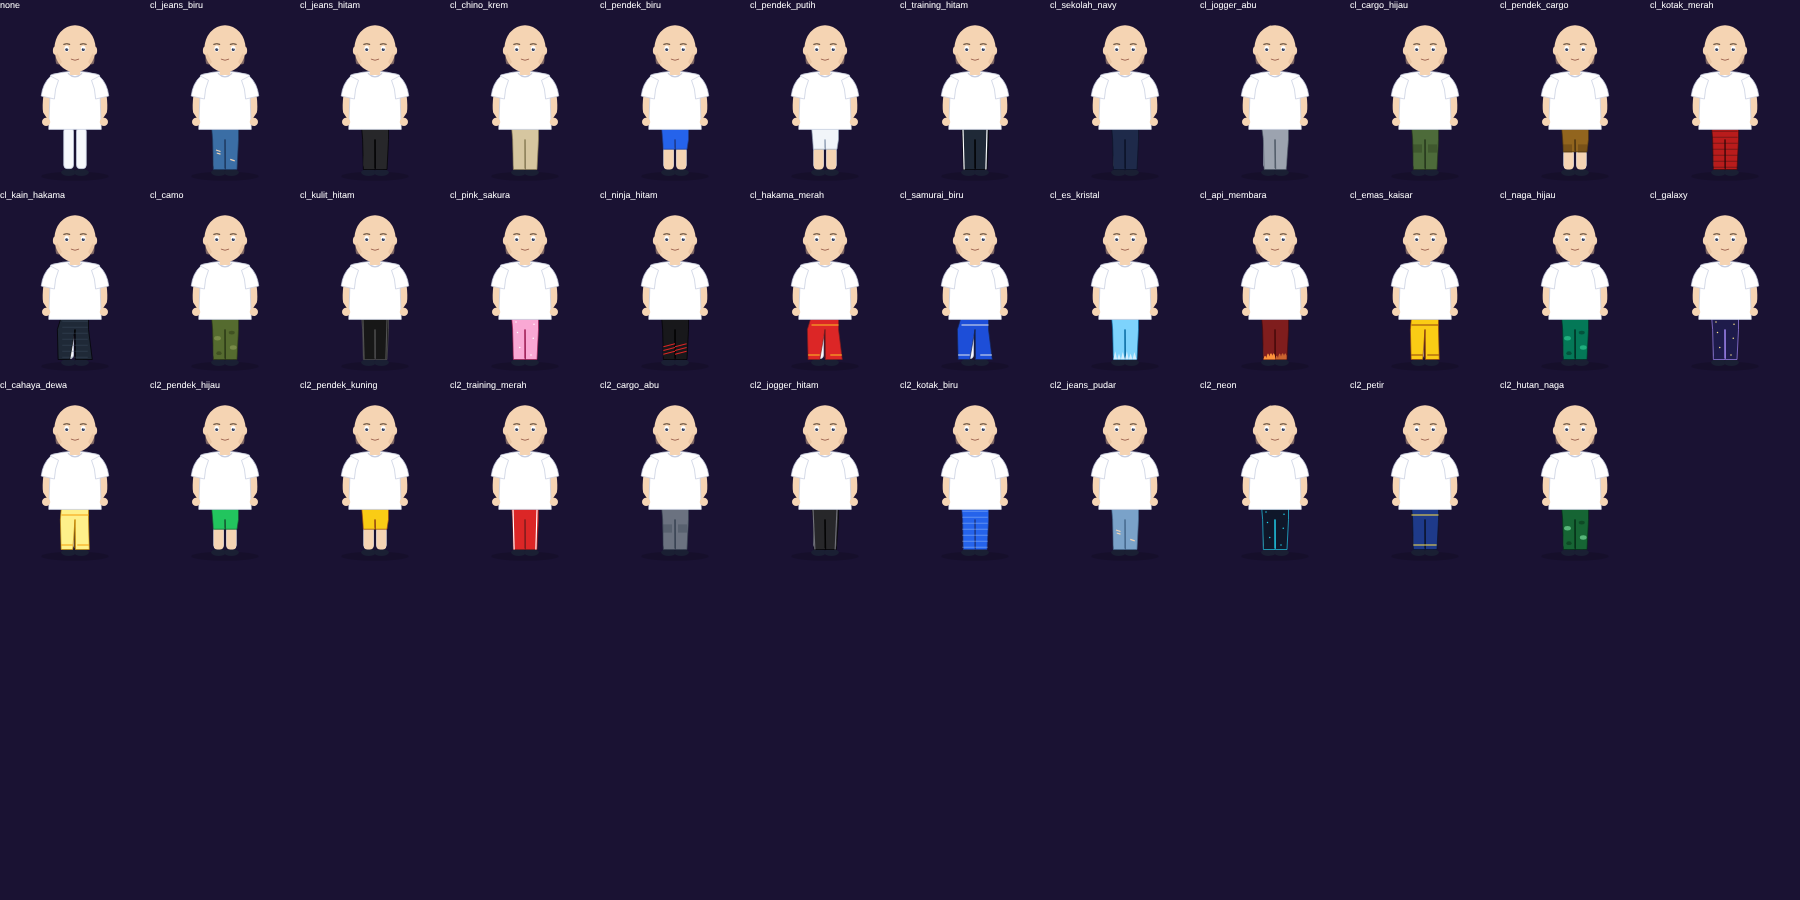 none cl_jeans_biru cl_jeans_hitam cl_chino_krem cl_pendek_biru cl_pendek_putih cl_training_hitam cl_sekolah_navy cl_jogger_abu cl_cargo_hijau cl_pendek_cargo cl_kotak_merah
cl_kain_hakama cl_camo cl_kulit_hitam cl_pink_sakura cl_ninja_hitam cl_hakama_merah cl_samurai_biru cl_es_kristal cl_api_membara cl_emas_kaisar cl_naga_hijau cl_galaxy
cl_cahaya_dewa cl2_pendek_hijau cl2_pendek_kuning cl2_training_merah cl2_cargo_abu cl2_jogger_hitam cl2_kotak_biru cl2_jeans_pudar cl2_neon cl2_petir cl2_hutan_naga